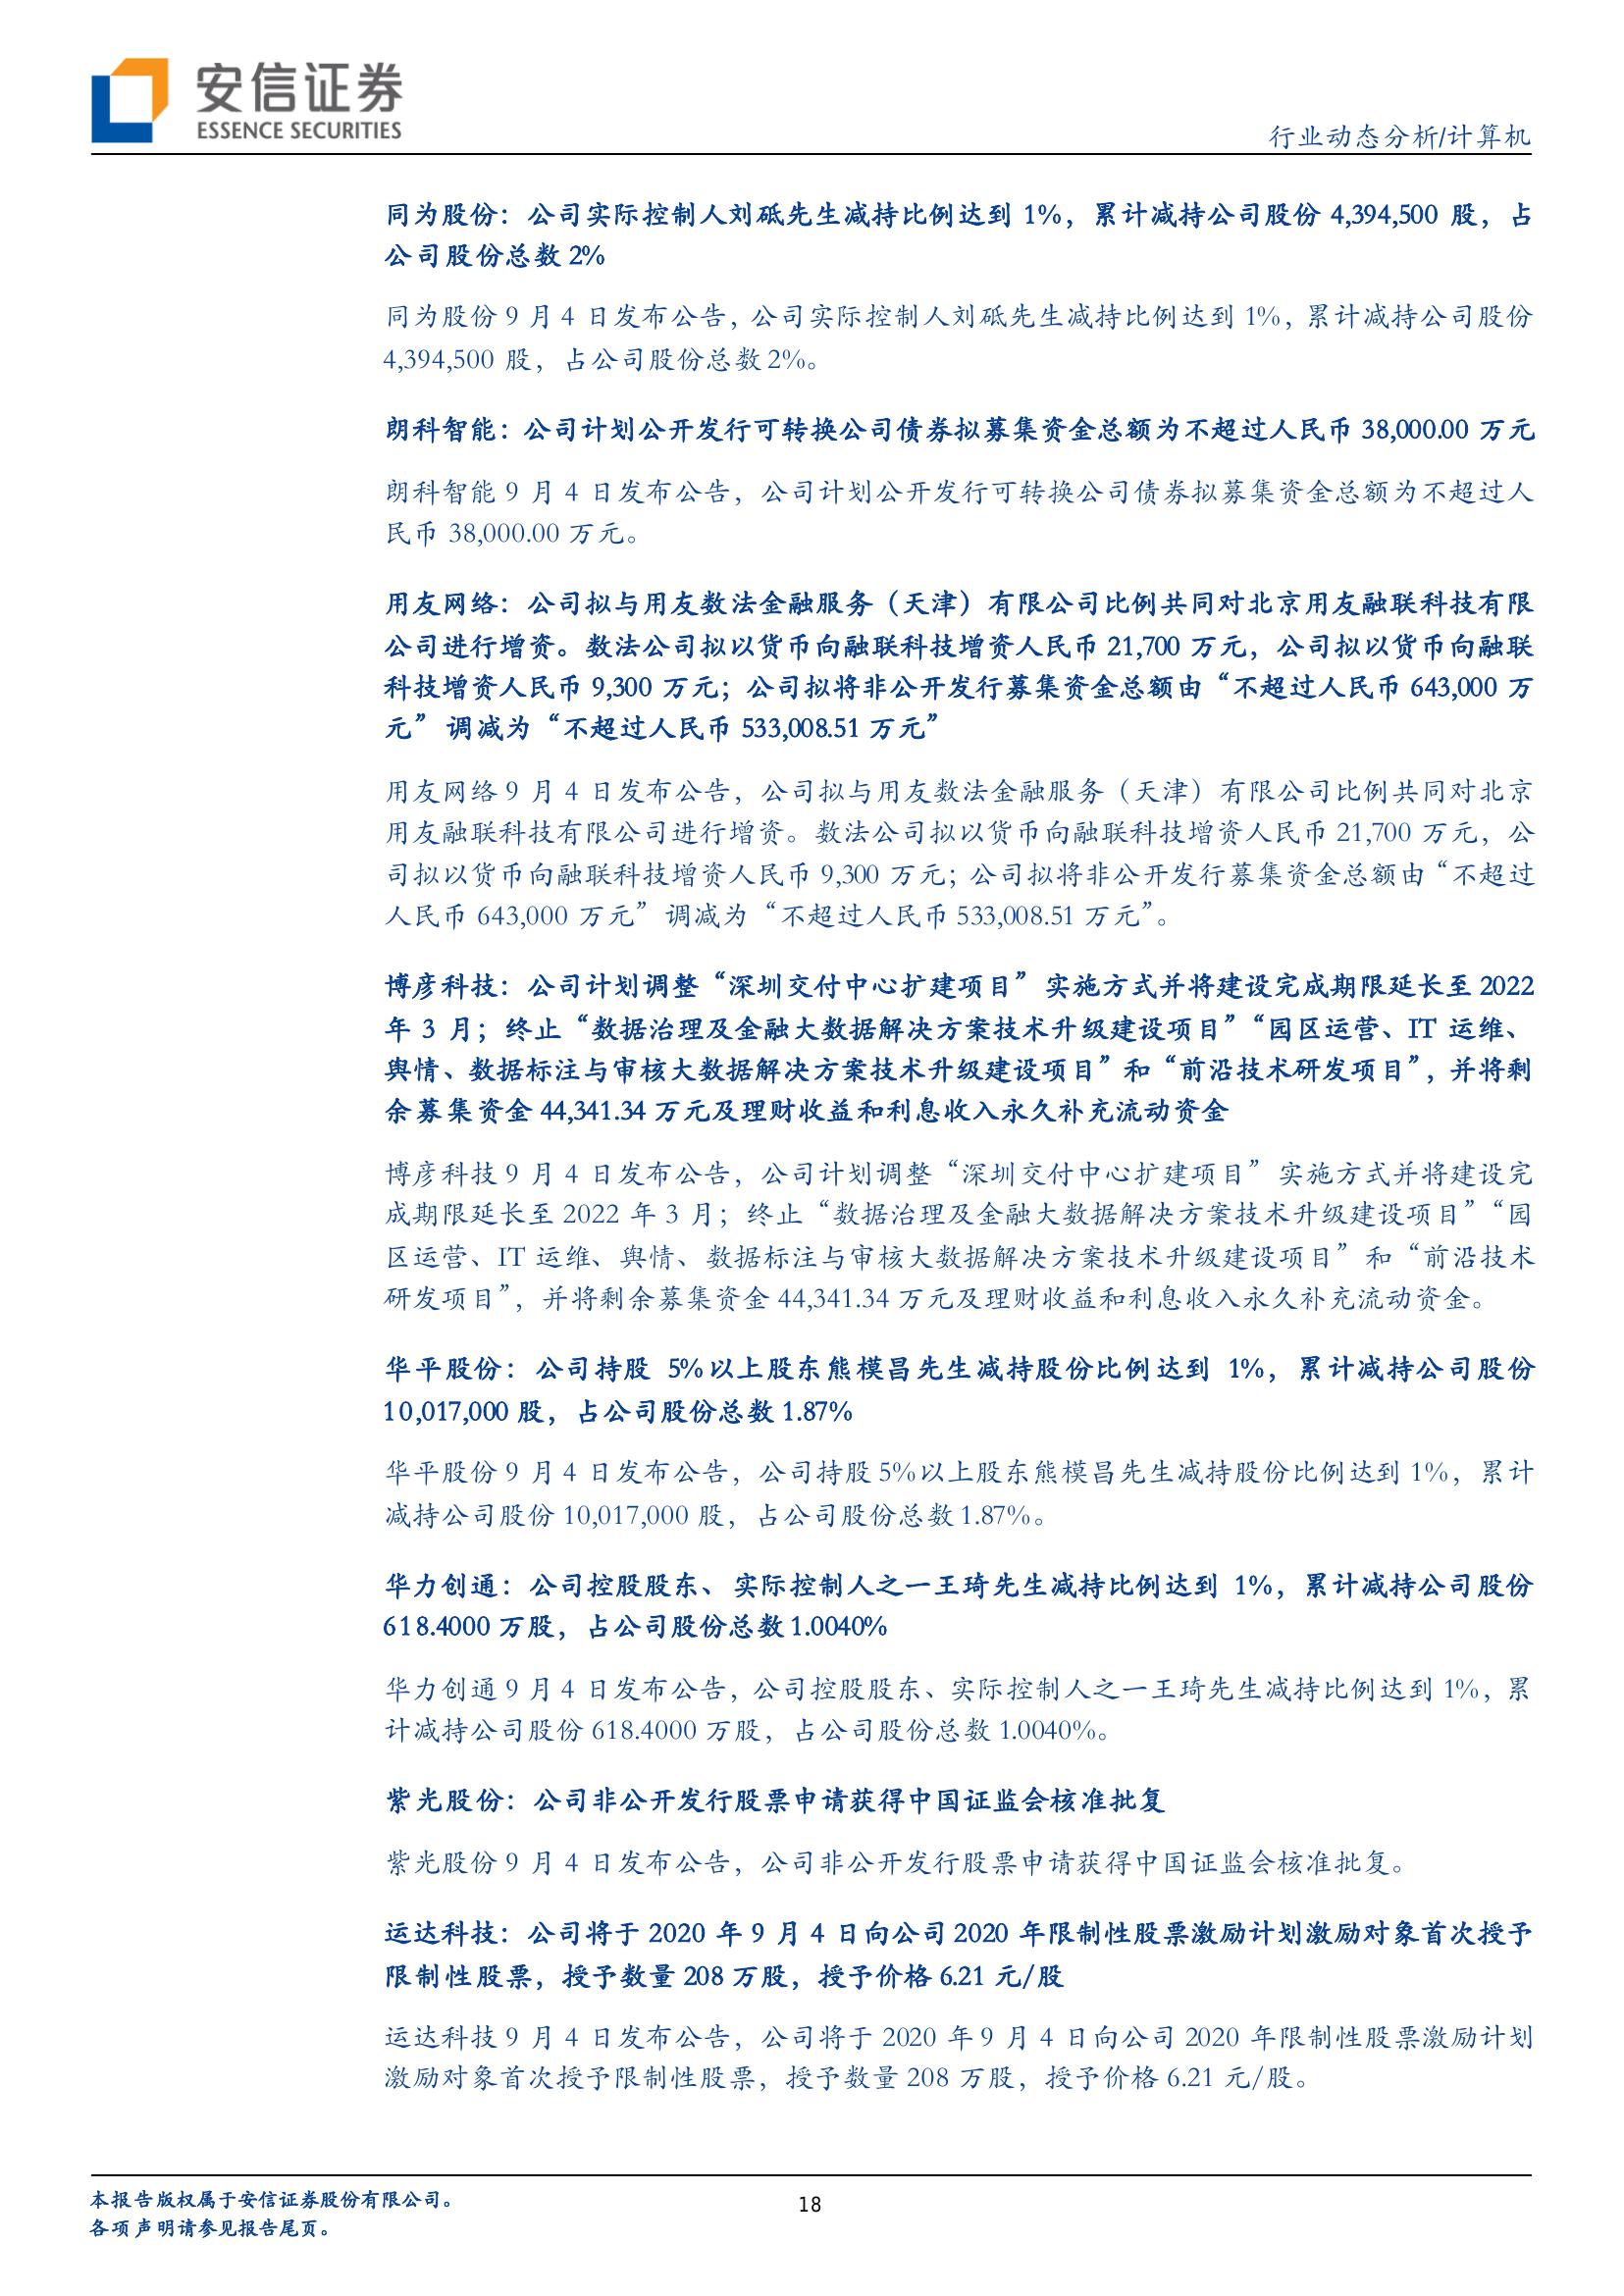 安信证券
ESSENCE SECURITIES
行业动态分析/计算机
同为股份：公司实际控制人刘砥先生减持比例达到 1%，累计减持公司股份 4,394,500 股，占
公司股份总数 2%
同为股份 9 月 4 日发布公告，公司实际控制人刘砥先生减持比例达到 1%，累计减持公司股份
4,394,500 股，占公司股份总数 2%。
朗科智能：公司计划公开发行可转换公司债券拟募集资金总额为不超过人民币 38,000.00 万元
朗科智能 9 月 4 日发布公告，公司计划公开发行可转换公司债券拟募集资金总额为不超过人
民币 38,000.00 万元。
用友网络：公司拟与用友数法金融服务（天津）有限公司比例共同对北京用友融联科技有限
公司进行增资。数法公司拟以货币向融联科技增资人民币 21,700 万元，公司拟以货币向融联
科技增资人民币 9,300 万元；公司拟将非公开发行募集资金总额由“不超过人民币 643,000 万
元” 调减为“不超过人民币 533,008.51 万元”
用友网络 9 月 4 日发布公告，公司拟与用友数法金融服务（天津）有限公司比例共同对北京
用友融联科技有限公司进行增资。数法公司拟以货币向融联科技增资人民币 21,700 万元，公
司拟以货币向融联科技增资人民币 9,300 万元；公司拟将非公开发行募集资金总额由“不超过
人民币 643,000 万元” 调减为“不超过人民币 533,008.51 万元”。
博彦科技：公司计划调整“深圳交付中心扩建项目” 实施方式并将建设完成期限延长至 2022
年 3 月；终止“数据治理及金融大数据解决方案技术升级建设项目”“园区运营、IT 运维、
舆情、数据标注与审核大数据解决方案技术升级建设项目”和“前沿技术研发项目”，并将剩
余募集资金 44,341.34 万元及理财收益和利息收入永久补充流动资金
博彦科技 9 月 4 日发布公告，公司计划调整“深圳交付中心扩建项目” 实施方式并将建设完
成期限延长至 2022 年 3 月；终止“数据治理及金融大数据解决方案技术升级建设项目”“园
区运营、IT 运维、舆情、数据标注与审核大数据解决方案技术升级建设项目”和“前沿技术
研发项目”，并将剩余募集资金 44,341.34 万元及理财收益和利息收入永久补充流动资金。
华平股份：公司持股 5%以上股东熊模昌先生减持股份比例达到 1%，累计减持公司股份
10,017,000 股，占公司股份总数 1.87%
华平股份 9 月 4 日发布公告，公司持股 5%以上股东熊模昌先生减持股份比例达到 1%，累计
减持公司股份 10,017,000 股，占公司股份总数 1.87%。
华力创通：公司控股股东、实际控制人之一王琦先生减持比例达到 1%，累计减持公司股份
618.4000 万股，占公司股份总数 1.0040%
华力创通 9 月 4 日发布公告，公司控股股东、实际控制人之一王琦先生减持比例达到 1%，累
计减持公司股份 618.4000 万股，占公司股份总数 1.0040%。
紫光股份：公司非公开发行股票申请获得中国证监会核准批复
紫光股份 9 月 4 日发布公告，公司非公开发行股票申请获得中国证监会核准批复。
运达科技：公司将于 2020 年 9 月 4 日向公司 2020 年限制性股票激励计划激励对象首次授予
限制性股票，授予数量 208 万股，授予价格 6.21 元/股
运达科技 9 月 4 日发布公告，公司将于 2020 年 9 月 4 日向公司 2020 年限制性股票激励计划
激励对象首次授予限制性股票，授予数量 208 万股，授予价格 6.21 元/股。
本报告版权属于安信证券股份有限公司。
18
各项声明请参见报告尾页。